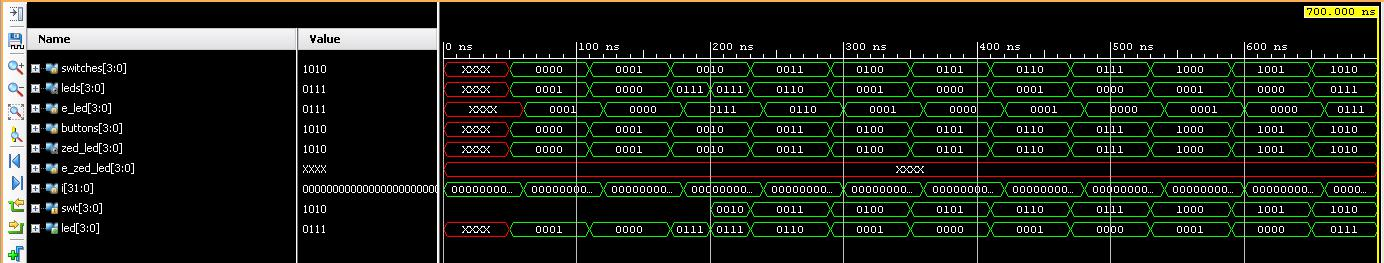 700.000 ns
Name Value
0 ns 100 ns 200 ns 300 ns 400 ns 500 ns 600 ns
switches[3:0] 1010 XXXX 0000 0001 0010 0011 0100 0101 0110 0111 1000 1001 1010
leds[3:0] 0111 XXXX 0001 0000 0111 0111 0110 0001 0000 0001 0000 0001 0000 0111
e_led[3:0] 0111 XXXX 0001 0000 0111 0110 0001 0000 0001 0000 0001 0000 0111
buttons[3:0] 1010 XXXX 0000 0001 0010 0011 0100 0101 0110 0111 1000 1001 1010
zed_led[3:0] 1010 XXXX 0000 0001 0010 0011 0100 0101 0110 0111 1000 1001 1010
e_zed_led[3:0] XXXX XXXX
i[31:0] 00000000000000000000000 00000000... 00000000... 00000000... 00000000... 00000000... 00000000... 00000000... 00000000... 00000000... 00000000... 00000000... 0000...
swt[3:0] 1010 0010 0011 0100 0101 0110 0111 1000 1001 1010
led[3:0] 0111 XXXX 0001 0000 0111 0111 0110 0001 0000 0001 0000 0001 0000 0111